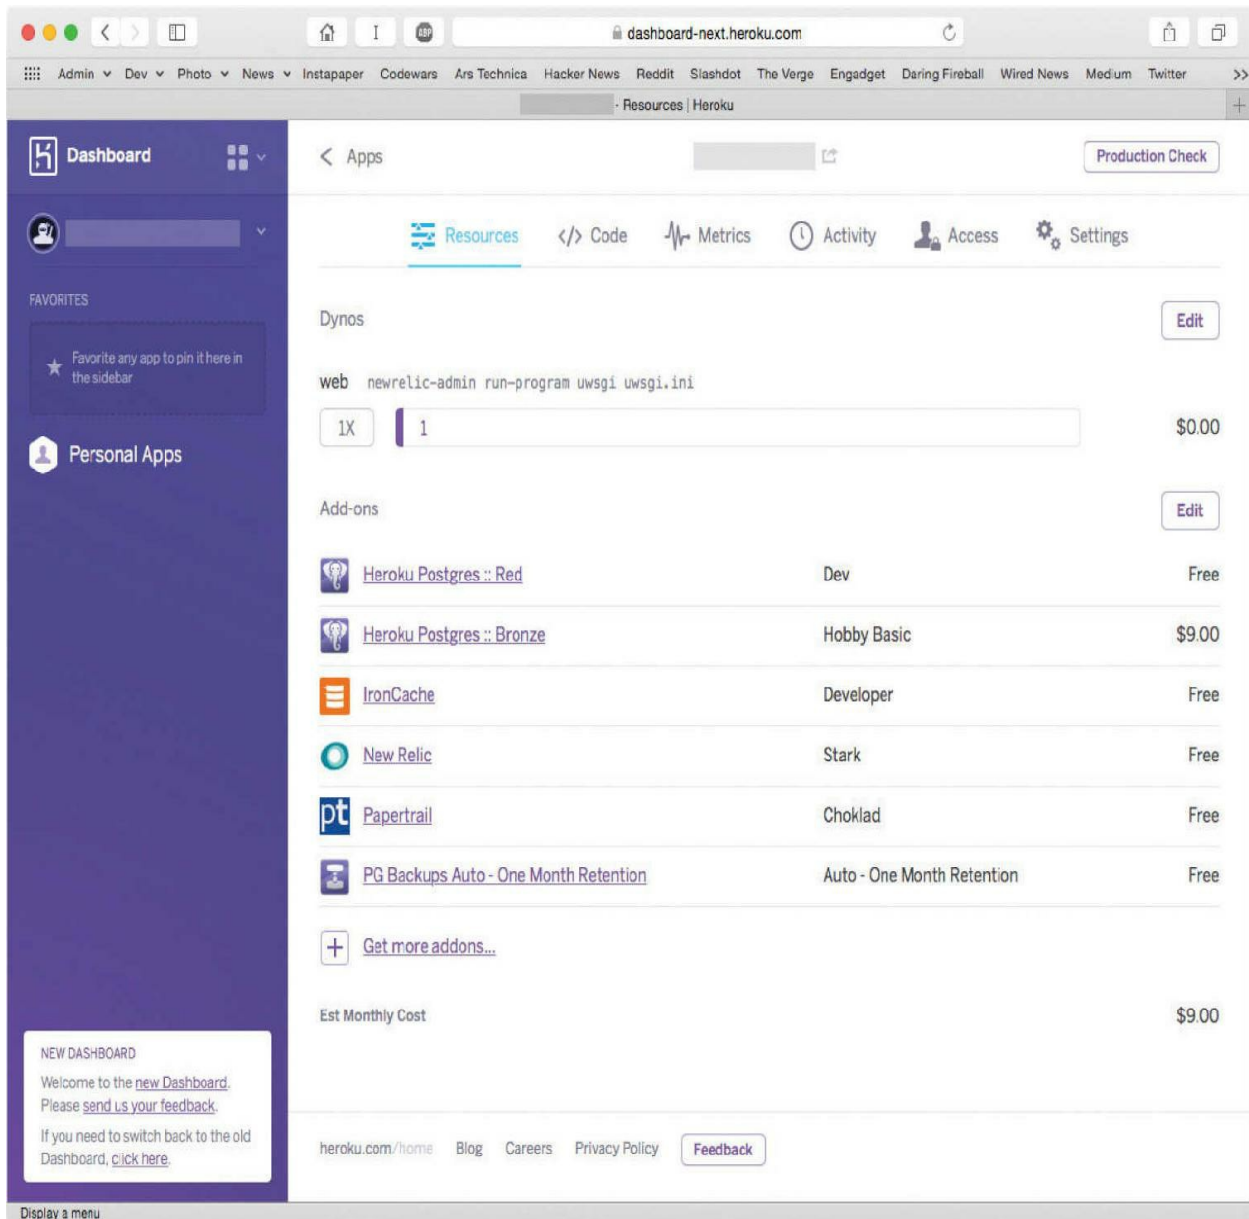 dashboard-next.heroku.com
Admin Dev Photo News Instapaper Codewars Ars Technica Hacker News Reddit Slashdot The Verge Engadget Daring Fireball Wired News Medium Twitter >>
- Resources | Heroku
Dashboard
< Apps
Production Check
Resources </> Code Metrics Activity Access Settings
FAVORITES
Favorite any app to pin it here in
the sidebar
Personal Apps
Dynos Edit
web newrelic-admin run-program uwsgi uwsgi.ini
1X 1 $0.00
Add-ons Edit
Heroku Postgres :: Red Dev Free
Heroku Postgres :: Bronze Hobby Basic $9.00
IronCache Developer Free
New Relic Stark Free
pt Papertrail Choklad Free
PG Backups Auto - One Month Retention Auto - One Month Retention Free
+ Get more addons...
Est Monthly Cost $9.00
NEW DASHBOARD
Welcome to the new Dashboard.
Please send us your feedback.
If you need to switch back to the old
Dashboard, click here.
heroku.com/home Blog Careers Privacy Policy Feedback
Display a menu
ABP